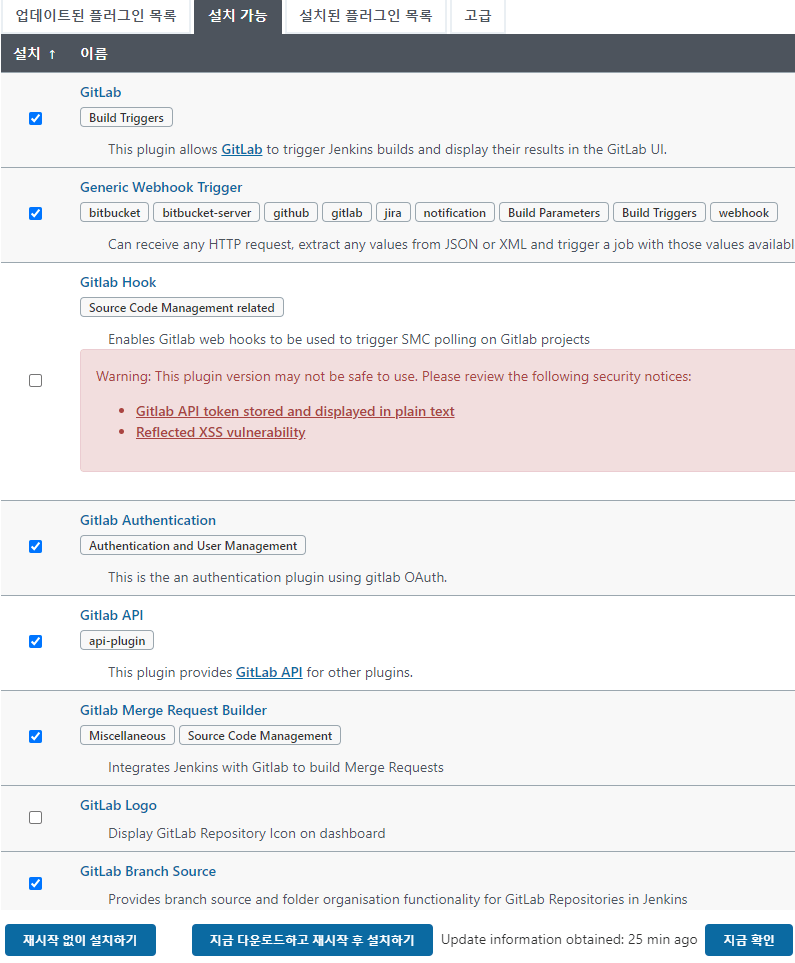 업데이트된 플러그인 목록 설치 가능 설치된 플러그인 목록 고급
설치 ↑ 이름
GitLab
Build Triggers
This plugin allows GitLab to trigger Jenkins builds and display their results in the GitLab UI.
Generic Webhook Trigger
bitbucket bitbucket-server github gitlab jira notification Build Parameters Build Triggers webhook
Can receive any HTTP request, extract any values from JSON or XML and trigger a job with those values availabl
Gitlab Hook
Source Code Management related
Enables Gitlab web hooks to be used to trigger SMC polling on Gitlab projects
Warning: This plugin version may not be safe to use. Please review the following security notices:
• Gitlab API token stored and displayed in plain text
• Reflected XSS vulnerability
Gitlab Authentication
Authentication and User Management
This is the an authentication plugin using gitlab OAuth.
Gitlab API
api-plugin
This plugin provides GitLab API for other plugins.
Gitlab Merge Request Builder
Miscellaneous Source Code Management
Integrates Jenkins with Gitlab to build Merge Requests
GitLab Logo
Display GitLab Repository Icon on dashboard
GitLab Branch Source
Provides branch source and folder organisation functionality for GitLab Repositories in Jenkins
재시작 없이 설치하기 지금 다운로드하고 재시작 후 설치하기 Update information obtained: 25 min ago 지금 확인